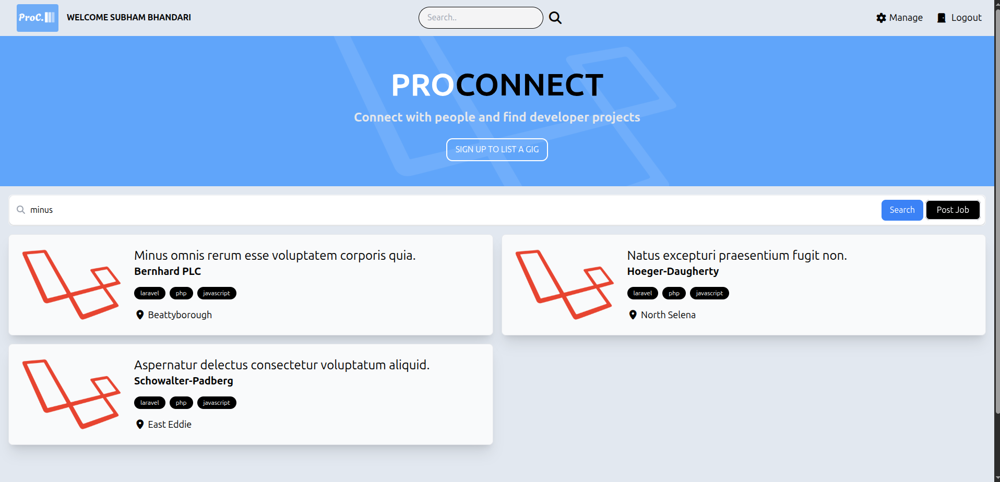 ProC.
WELCOME SUBHAM BHANDARI
Search..
Manage
Logout
PROCONNECT
Connect with people and find developer projects
SIGN UP TO LIST A GIG
minus
Search
Post Job
Minus omnis rerum esse voluptatem corporis quia.
Bernhard PLC
laravel php javascript
Beattyborough
Natus excepturi praesentium fugit non.
Hoeger-Daugherty
laravel php javascript
North Selena
Aspernatur delectus consectetur voluptatum aliquid.
Schowalter-Padberg
laravel php javascript
East Eddie